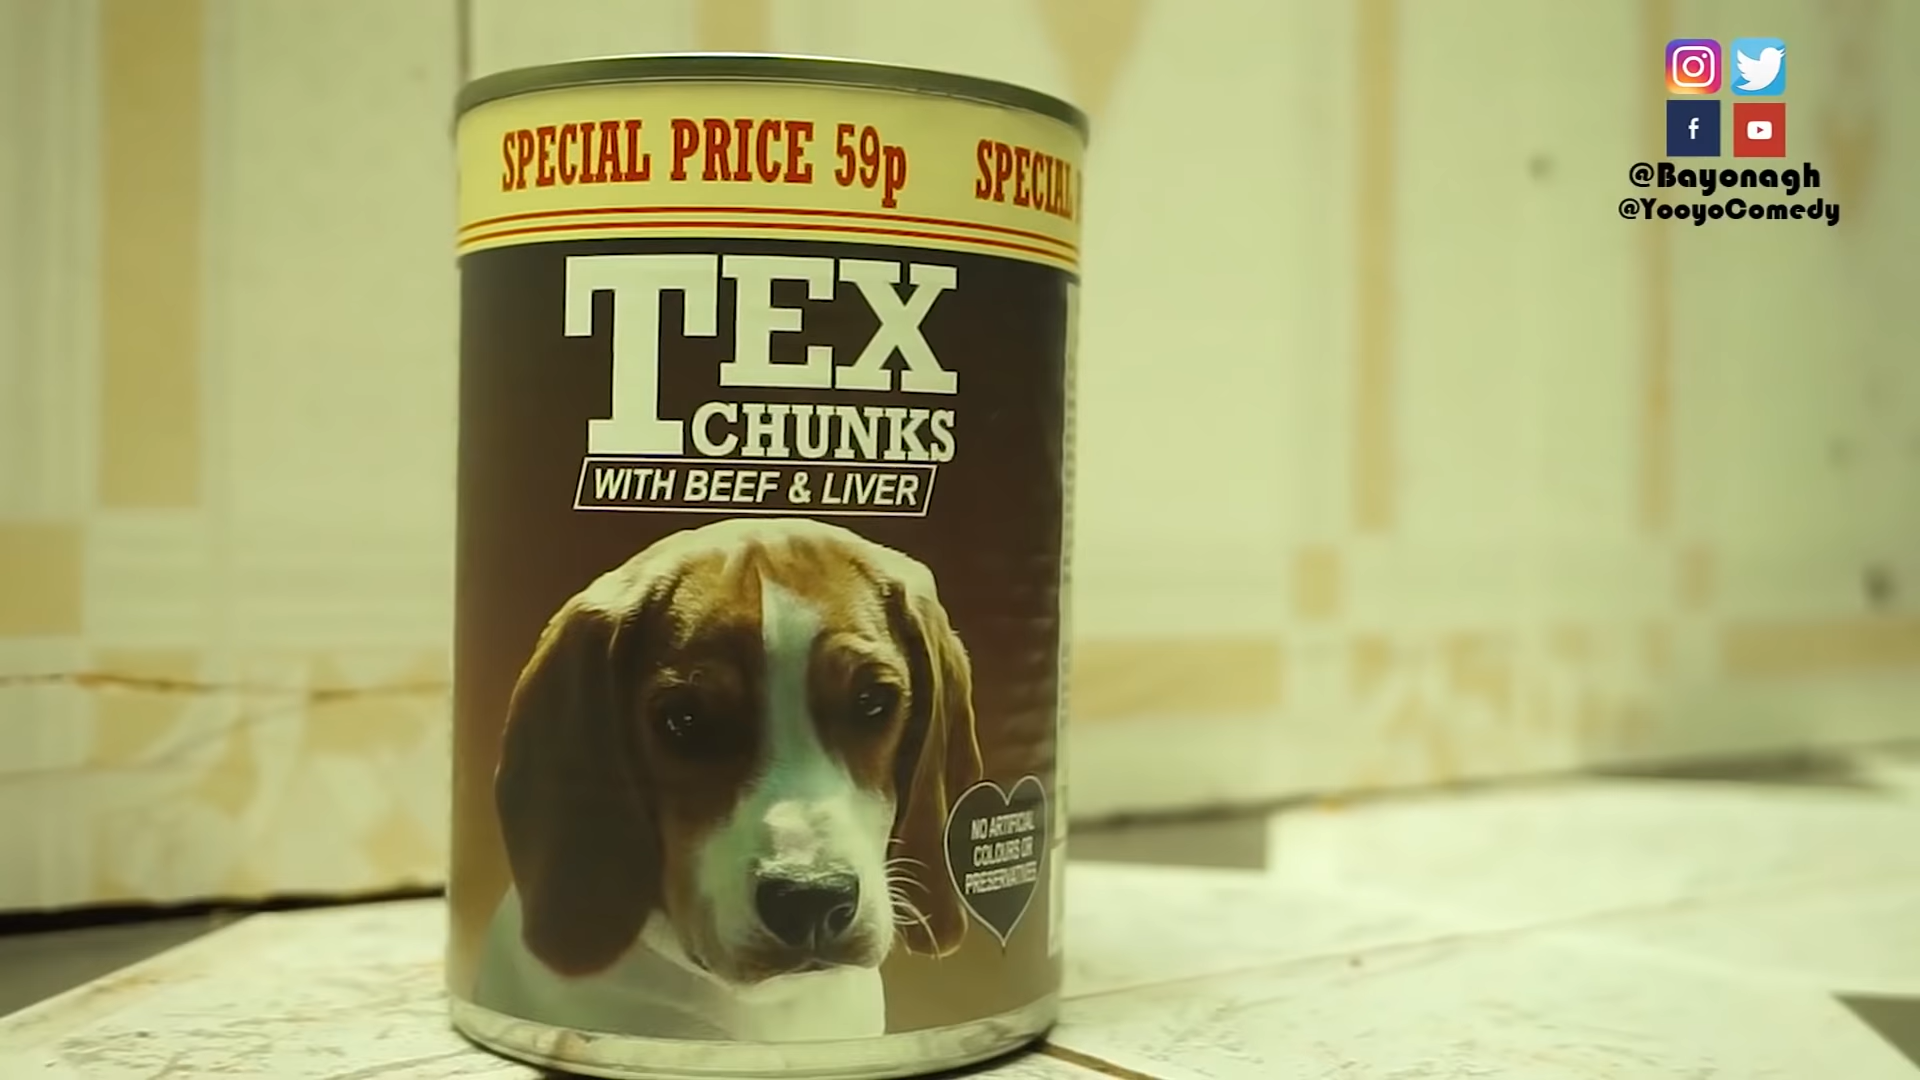 SPECIAL PRICE 59p SPECIAL
TEX
CHUNKS
WITH BEEF & LIVER
NO ARTIFICIAL
COLOURS OR
PRESERVATIVES
@Bayonagh
@YooyoComedy